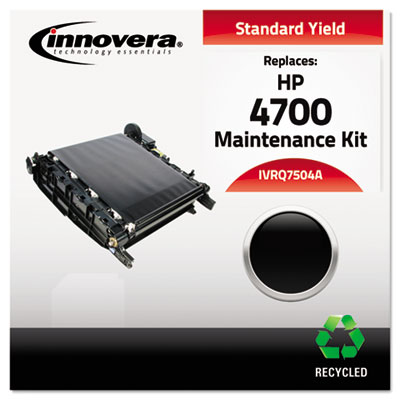 innovera
technology essentials
Standard Yield
Replaces:
HP
4700
Maintenance Kit
IVRQ7504A
RECYCLED